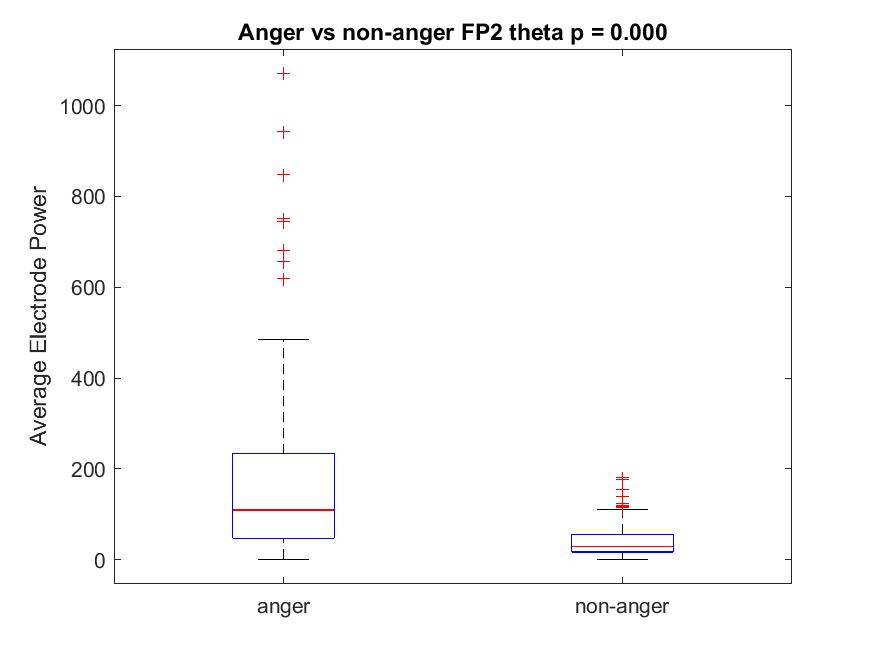 Anger vs non-anger FP2 theta p = 0.000
Average Electrode Power
1000
800
600
400
200
0
anger
non-anger